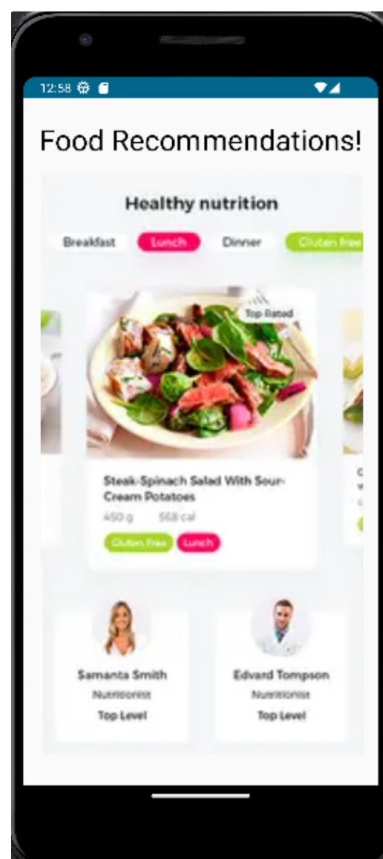 12:58
Food Recommendations!
Healthy nutrition
Breakfast Lunch Dinner Gluten free
Top Rated
Steak-Spinach Salad With Sour-
Cream Potatoes
450 g 568 cal
Gluten Free Lunch
Samanta Smith Edvard Tompson
Nutritionist Nutritionist
Top Level Top Level